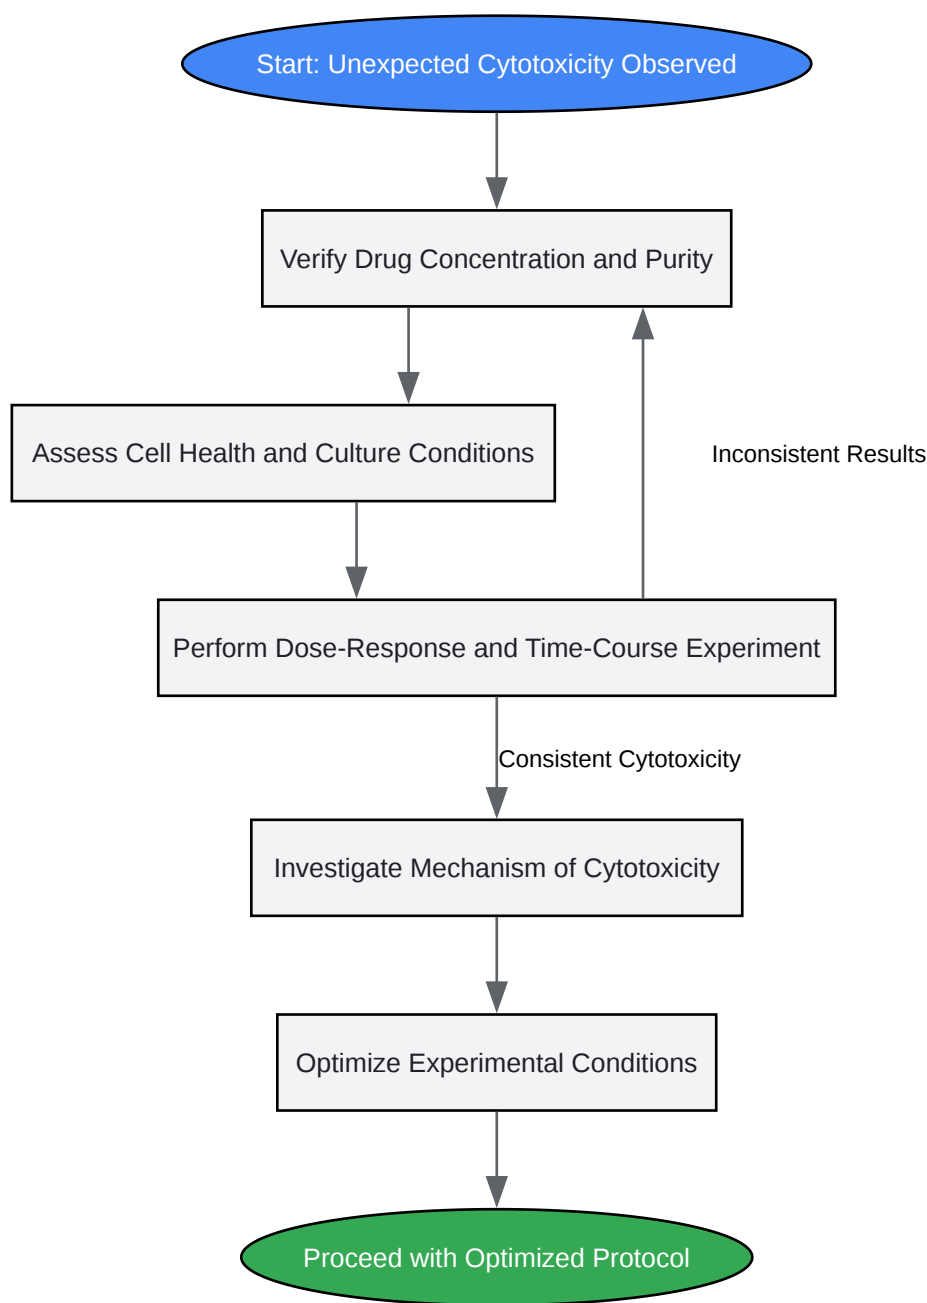 Start: Unexpected Cytotoxicity Observed
Verify Drug Concentration and Purity
Assess Cell Health and Culture Conditions
Inconsistent Results
Perform Dose-Response and Time-Course Experiment
Consistent Cytotoxicity
Investigate Mechanism of Cytotoxicity
Optimize Experimental Conditions
Proceed with Optimized Protocol